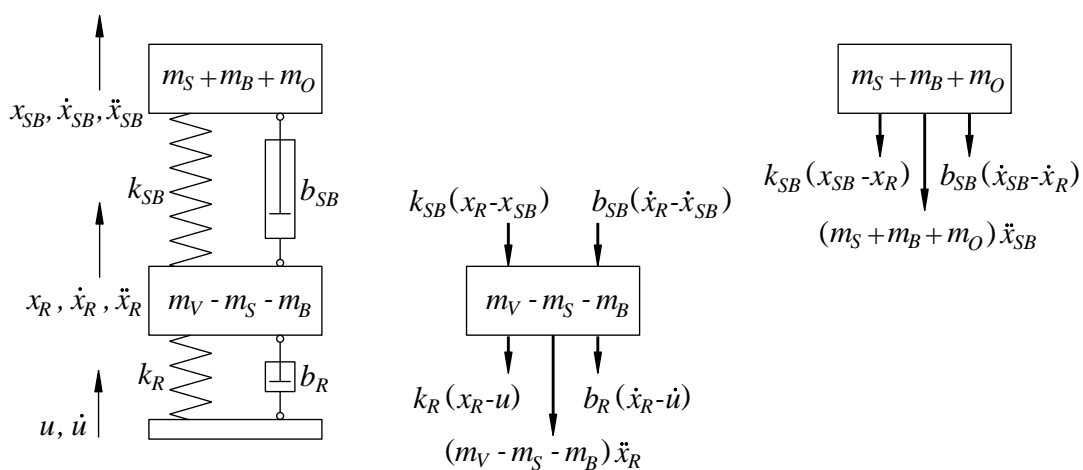 m_S + m_B + m_O
x_SB, ẋ_SB, ẍ_SB
k_SB
b_SB
x_R, ẋ_R, ẍ_R
m_V - m_S - m_B
k_R
b_R
u, u̇
k_SB(x_R-x_SB)
b_SB(ẋ_R-ẋ_SB)
m_V - m_S - m_B
k_R(x_R-u)
b_R(ẋ_R-u̇)
(m_V - m_S - m_B)ẍ_R
m_S + m_B + m_O
k_SB(x_SB-x_R)
b_SB(ẋ_SB-ẋ_R)
(m_S + m_B + m_O)ẍ_SB